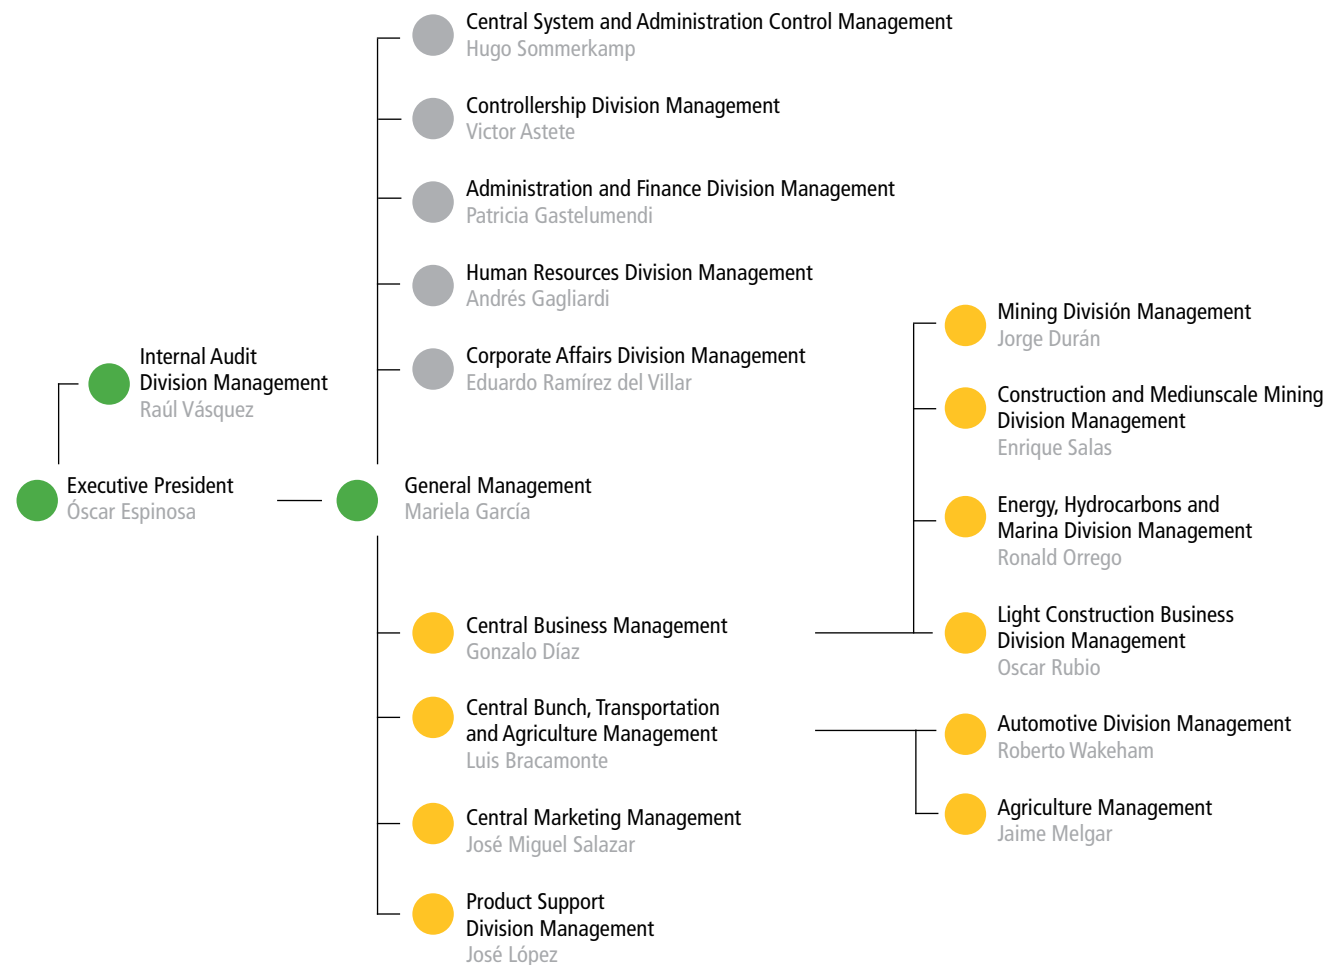 Central System and Administration Control Management
Hugo Sommerkamp
Controllership Division Management
Victor Astete
Administration and Finance Division Management
Patricia Gastelumendi
Human Resources Division Management
Andrés Gagliardi
Corporate Affairs Division Management
Eduardo Ramírez del Villar
Internal Audit
Division Management
Raúl Vásquez
Executive President
Óscar Espinosa
General Management
Mariela García
Central Business Management
Gonzalo Díaz
Central Bunch, Transportation
and Agriculture Management
Luis Bracamonte
Central Marketing Management
José Miguel Salazar
Product Support
Division Management
José López
Mining División Management
Jorge Durán
Construction and Mediunscale Mining
Division Management
Enrique Salas
Energy, Hydrocarbons and
Marina Division Management
Ronald Orrego
Light Construction Business
Division Management
Oscar Rubio
Automotive Division Management
Roberto Wakeham
Agriculture Management
Jaime Melgar